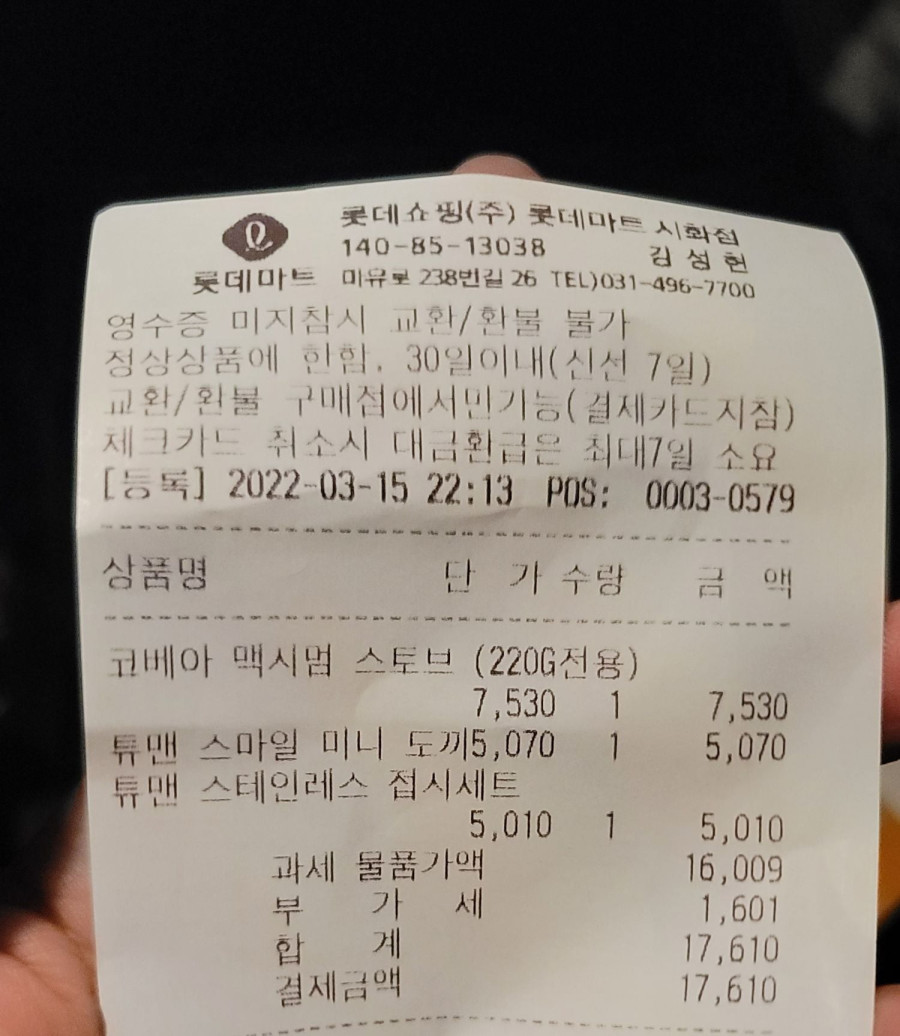 롯데쇼핑(주) 롯데마트 시화점
140-85-13038 김성헌
롯데마트 미유로 238번길 26 TEL)031-496-7700
영수증 미지참시 교환/환불 불가
정상상품에 한함, 30일이내(신선 7일)
교환/환불 구매점에서만가능(결제카드지참)
체크카드 취소시 대금환급은 최대7일 소요
[등록] 2022-03-15 22:13 POS: 0003-0579
상품명 단 가 수량 금 액
코베아 맥시멈 스토브 (220G전용)
7,530 1 7,530
튜맨 스마일 미니 도끼5,070 1 5,070
튜맨 스테인레스 접시세트
5,010 1 5,010
과세 물품가액 16,009
부 가 세 1,601
합 계 17,610
결제금액 17,610